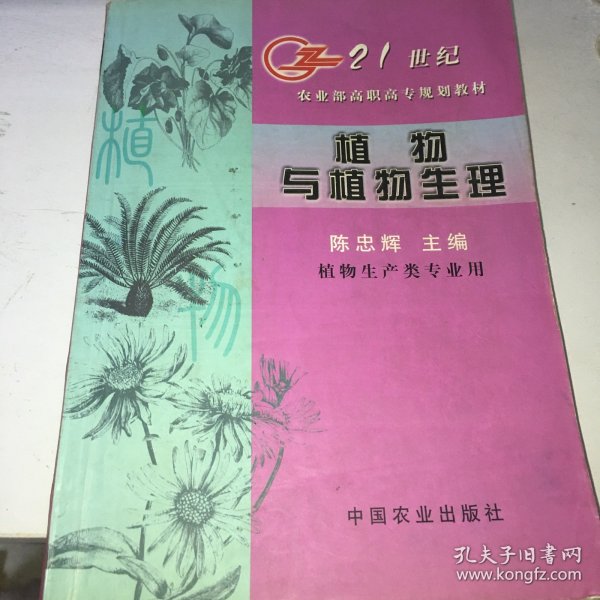 21世纪
农业部高职高专规划教材
植物
与植物生理
陈忠辉 主编
植物生产类专业用
植
物
中国农业出版社
孔夫子旧书网
www.kongfz.com